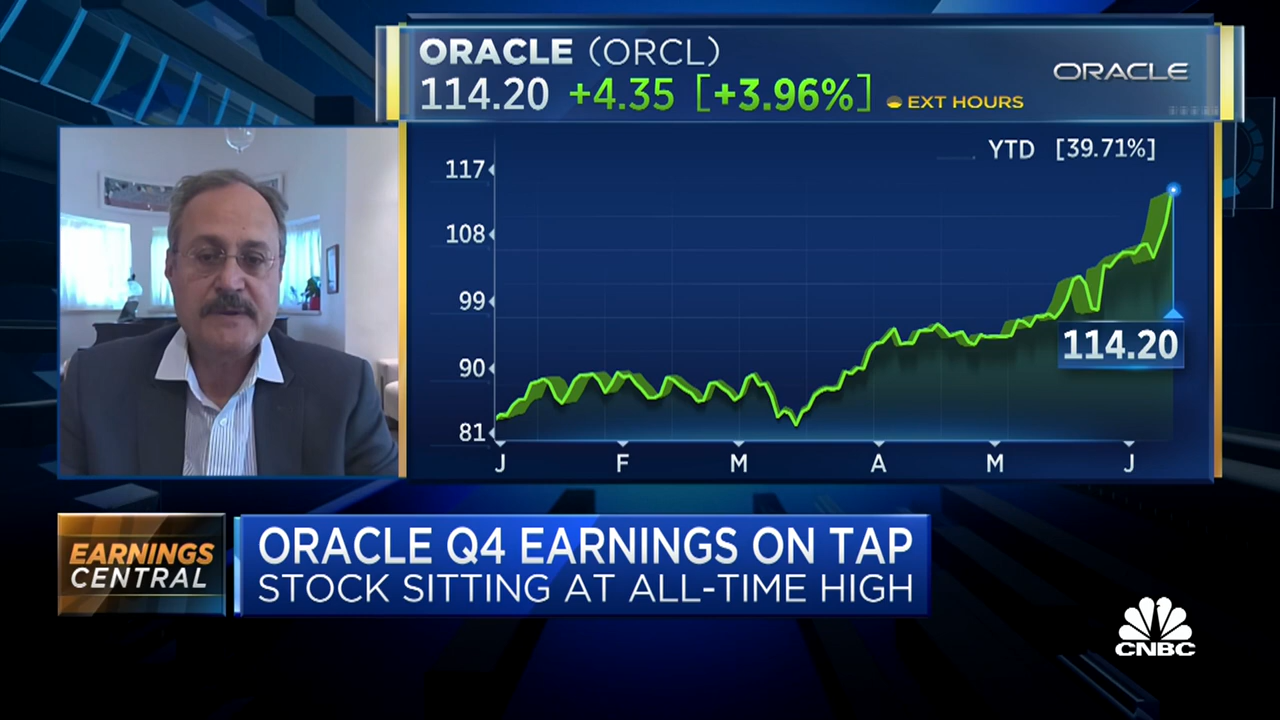 ORACLE (ORCL)
114.20 +4.35 [+3.96%] EXT HOURS
ORACLE
YTD [39.71%]
117
108
99
90
81
114.20
J F M A M J
EARNINGS
CENTRAL
ORACLE Q4 EARNINGS ON TAP
STOCK SITTING AT ALL-TIME HIGH
CNBC